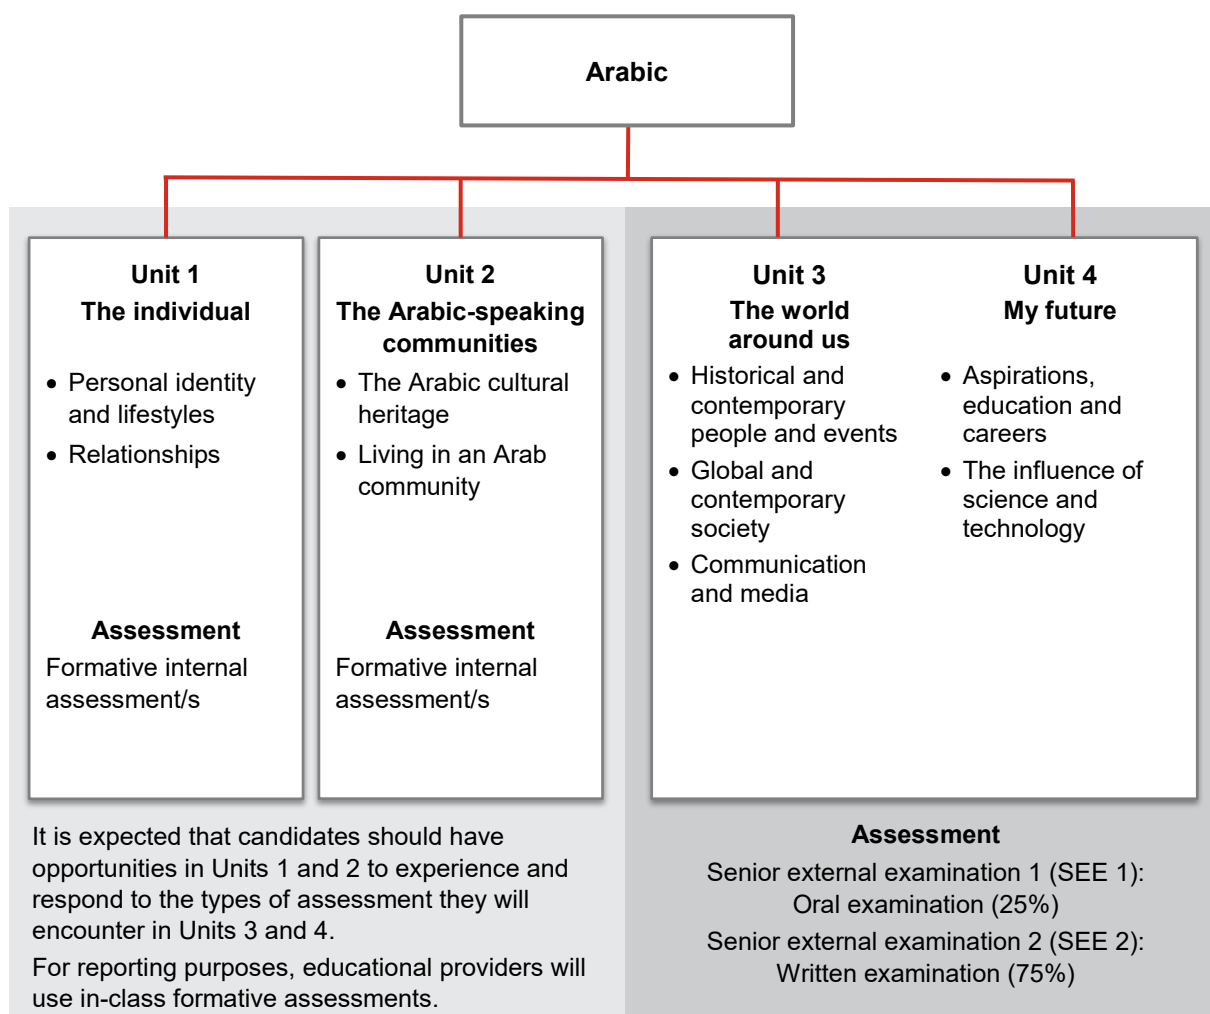 Arabic
Unit 1
The individual
• Personal identity
and lifestyles
• Relationships
Assessment
Formative internal
assessment/s
Unit 2
The Arabic-speaking
communities
• The Arabic cultural
heritage
• Living in an Arab
community
Assessment
Formative internal
assessment/s
Unit 3
The world
around us
• Historical and
contemporary
people and events
• Global and
contemporary
society
• Communication
and media
Unit 4
My future
• Aspirations,
education and
careers
• The influence of
science and
technology
It is expected that candidates should have
opportunities in Units 1 and 2 to experience and
respond to the types of assessment they will
encounter in Units 3 and 4.
For reporting purposes, educational providers will
use in-class formative assessments.
Assessment
Senior external examination 1 (SEE 1):
Oral examination (25%)
Senior external examination 2 (SEE 2):
Written examination (75%)